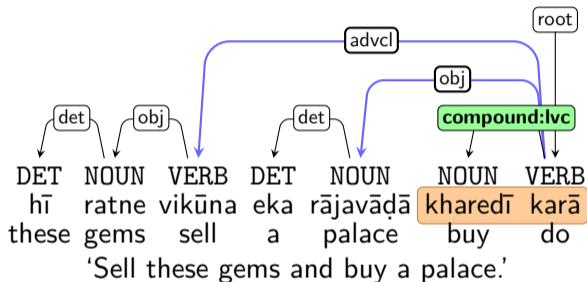 root
advcl
obj
det obj det compound:lvc
DET NOUN VERB DET NOUN NOUN VERB
hī ratne vikūna eka rājavāḍā kharedī karā
these gems sell a palace buy do
‘Sell these gems and buy a palace.’